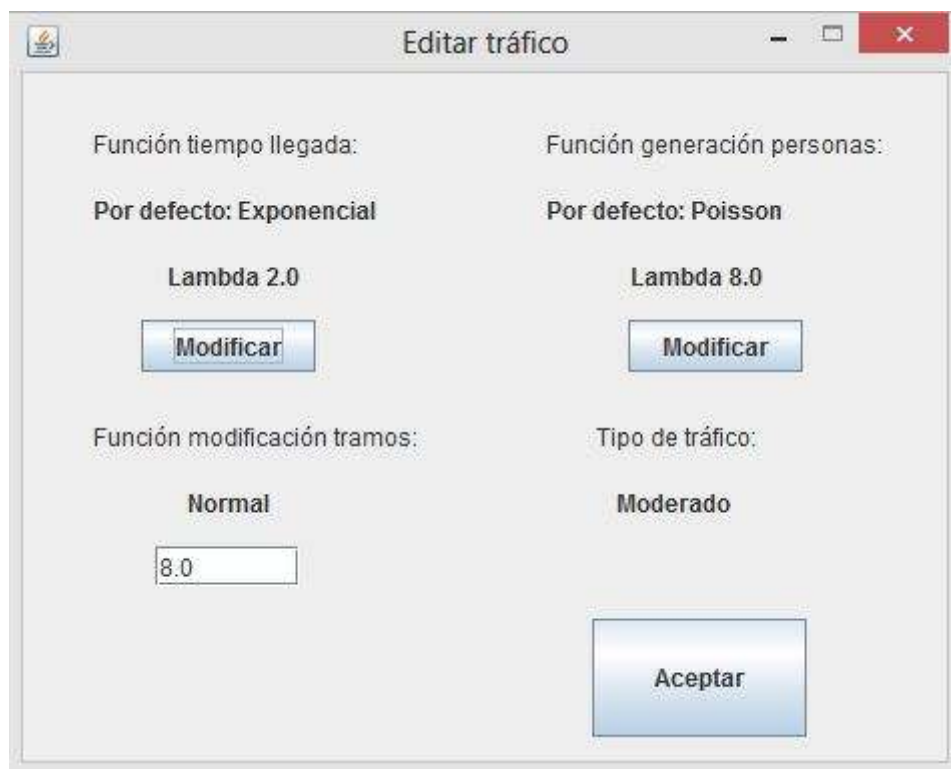 Editar tráfico
Función tiempo llegada:
Función generación personas:
Por defecto: Exponencial
Por defecto: Poisson
Lambda 2.0
Lambda 8.0
Modificar
Modificar
Función modificación tramos:
Tipo de tráfico:
Normal
Moderado
8.0
Aceptar